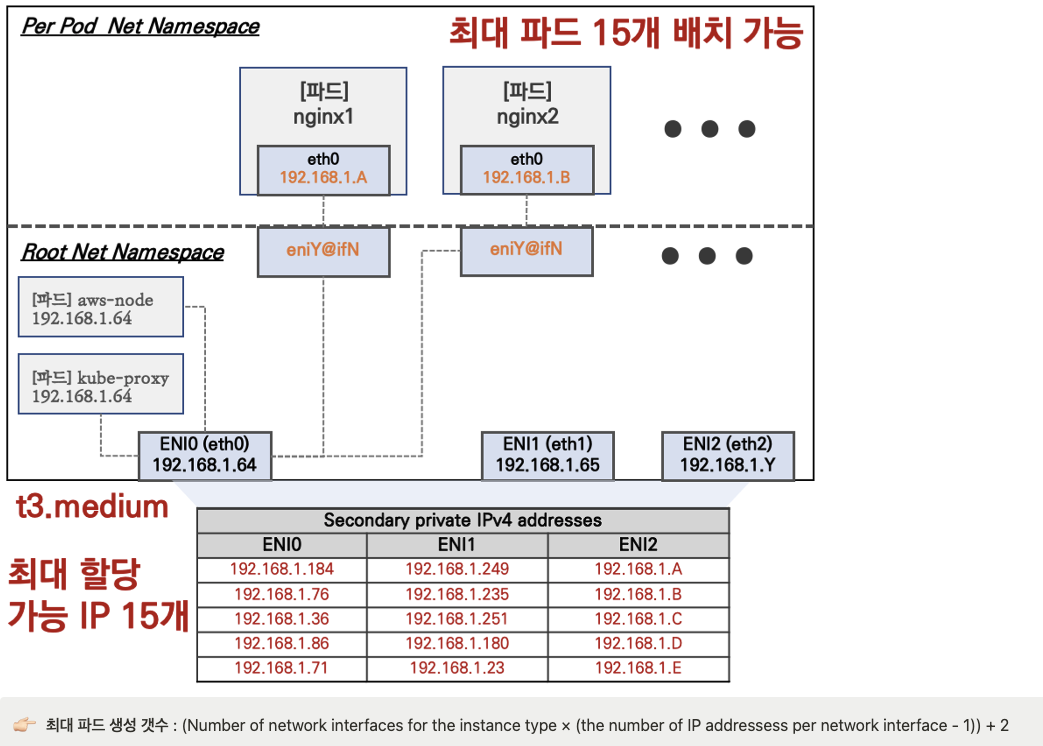 Per Pod Net Namespace
최대 파드 15개 배치 가능
[파드]
nginx1
eth0
192.168.1.A
[파드]
nginx2
eth0
192.168.1.B
Root Net Namespace
eniY@ifN
eniY@ifN
[파드] aws-node
192.168.1.64
[파드] kube-proxy
192.168.1.64
ENI0 (eth0)
192.168.1.64
ENI1 (eth1)
192.168.1.65
ENI2 (eth2)
192.168.1.Y
t3.medium
최대 할당
가능 IP 15개
Secondary private IPv4 addresses
ENI0 ENI1 ENI2
192.168.1.184 192.168.1.249 192.168.1.A
192.168.1.76 192.168.1.235 192.168.1.B
192.168.1.36 192.168.1.251 192.168.1.C
192.168.1.86 192.168.1.180 192.168.1.D
192.168.1.71 192.168.1.23 192.168.1.E
👉🏻 최대 파드 생성 갯수 : (Number of network interfaces for the instance type × (the number of IP addressess per network interface - 1)) + 2